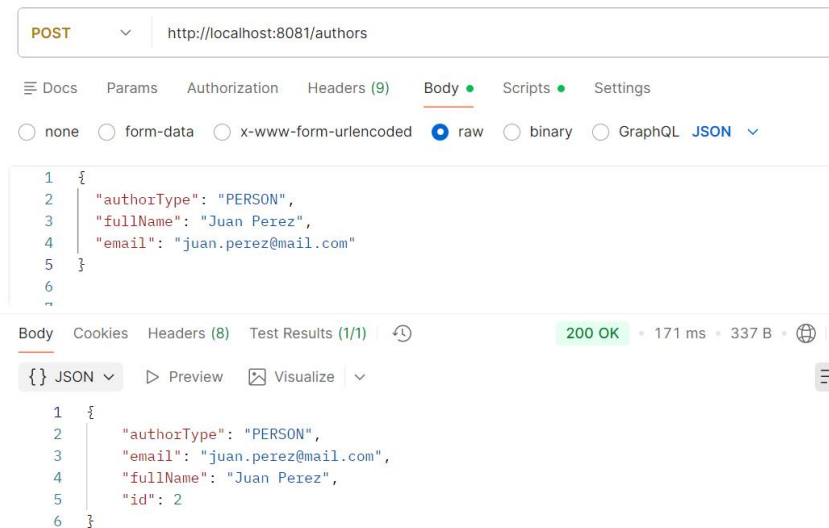 POST http://localhost:8081/authors
Docs Params Authorization Headers (9) Body Scripts Settings
none form-data x-www-form-urlencoded raw binary GraphQL JSON
1 {
2 "authorType": "PERSON",
3 "fullName": "Juan Perez",
4 "email": "juan.perez@mail.com"
5 }
6
Body Cookies Headers (8) Test Results (1/1) 200 OK • 171 ms • 337 B •
{} JSON Preview Visualize
1 {
2 "authorType": "PERSON",
3 "email": "juan.perez@mail.com",
4 "fullName": "Juan Perez",
5 "id": 2
6 }